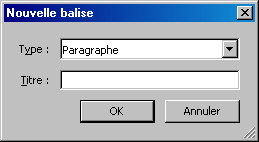 Nouvelle balise
Type : Paragraphe
Titre :
OK Annuler